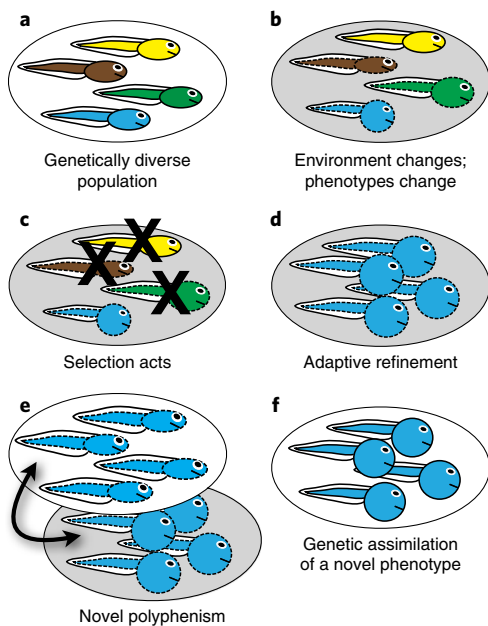 a
Genetically diverse
population
b
Environment changes;
phenotypes change
c
Selection acts
d
Adaptive refinement
e
Novel polyphenism
f
Genetic assimilation
of a novel phenotype